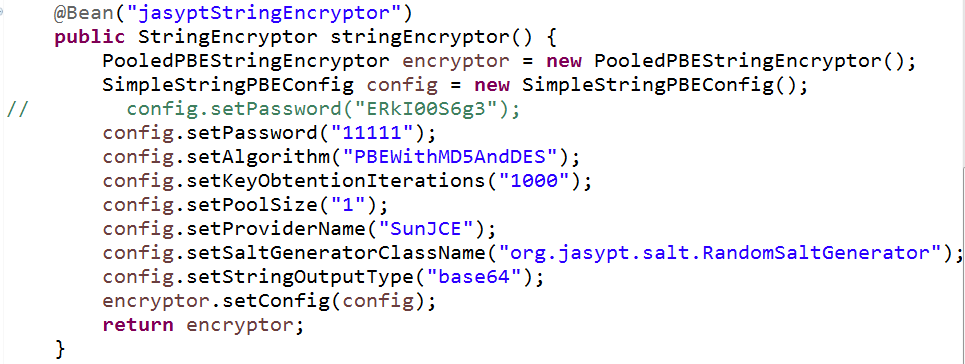 @Bean("jasyptStringEncryptor")
public StringEncryptor stringEncryptor() {
PooledPBEStringEncryptor encryptor = new PooledPBEStringEncryptor();
SimpleStringPBEConfig config = new SimpleStringPBEConfig();
// config.setPassword("ERkI00S6g3");
config.setPassword("11111");
config.setAlgorithm("PBEWithMD5AndDES");
config.setKeyObtentionIterations("1000");
config.setPoolSize("1");
config.setProviderName("SunJCE");
config.setSaltGeneratorClassName("org.jasypt.salt.RandomSaltGenerator");
config.setStringOutputType("base64");
encryptor.setConfig(config);
return encryptor;
}